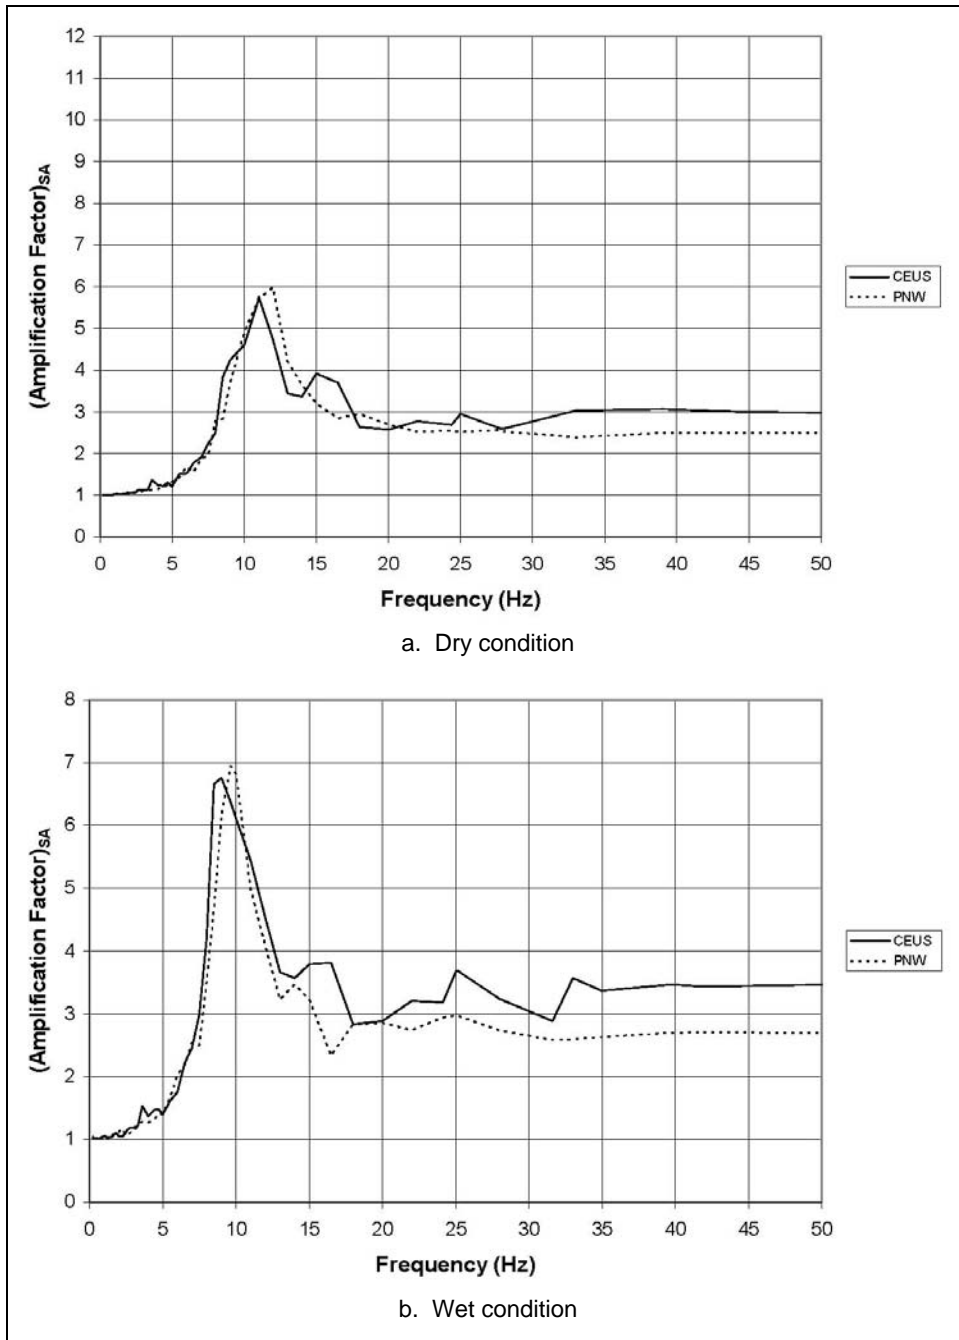 12
11
10
9
8
7
6
5
4
3
2
1
0
(Amplification Factor)SA
0 5 10 15 20 25 30 35 40 45 50
Frequency (Hz)
CEUS
PNW
a. Dry condition
8
7
6
5
4
3
2
1
0
(Amplification Factor)SA
0 5 10 15 20 25 30 35 40 45 50
Frequency (Hz)
CEUS
PNW
b. Wet condition